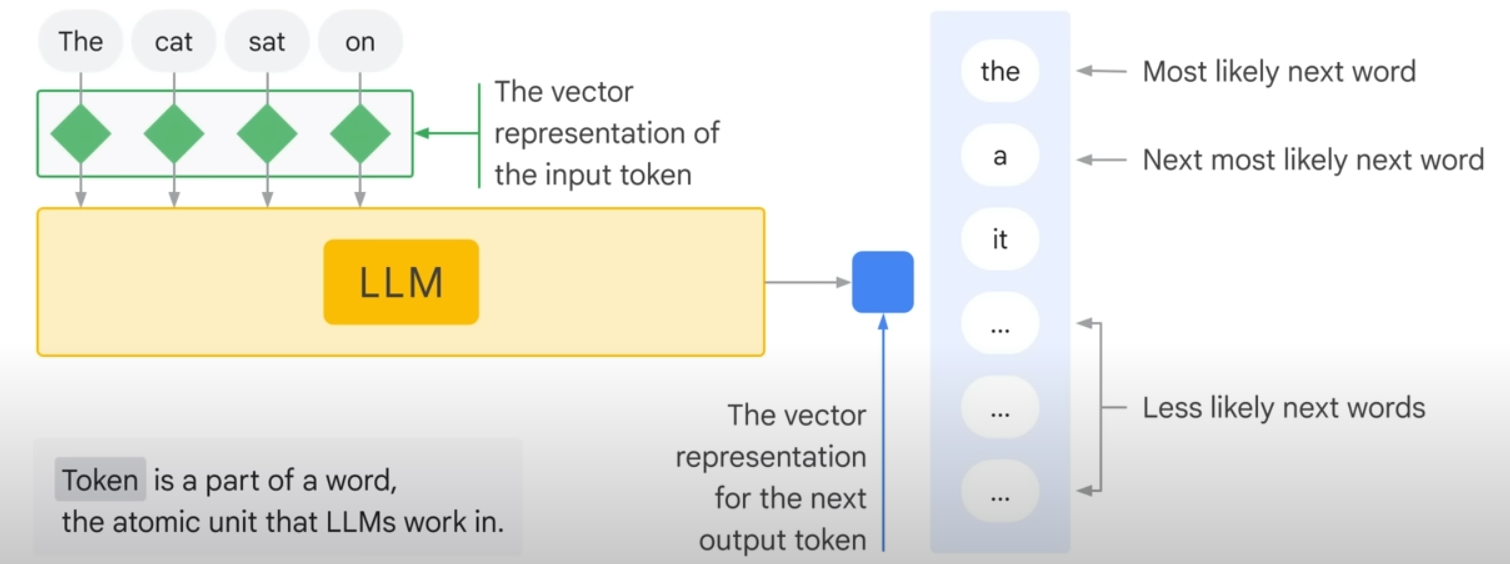 The
cat
sat
on
The vector
representation of
the input token
LLM
Token is a part of a word,
the atomic unit that LLMs work in.
The vector
representation
for the next
output token
the
a
it
...
...
...
Most likely next word
Next most likely next word
Less likely next words